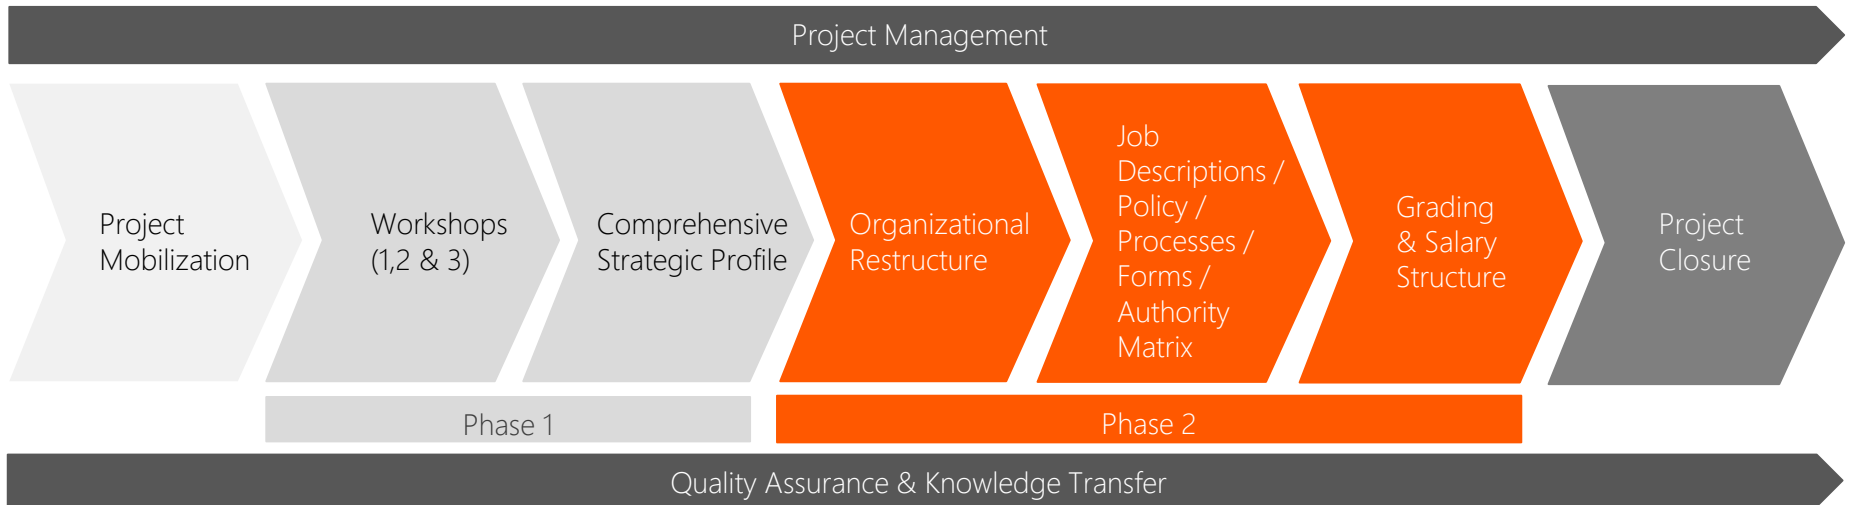 Project Management
Project
Mobilization
Workshops
(1,2 & 3)
Comprehensive
Strategic Profile
Organizational
Restructure
Job
Descriptions /
Policy /
Processes /
Forms /
Authority
Matrix
Grading
& Salary
Structure
Project
Closure
Phase 1
Phase 2
Quality Assurance & Knowledge Transfer